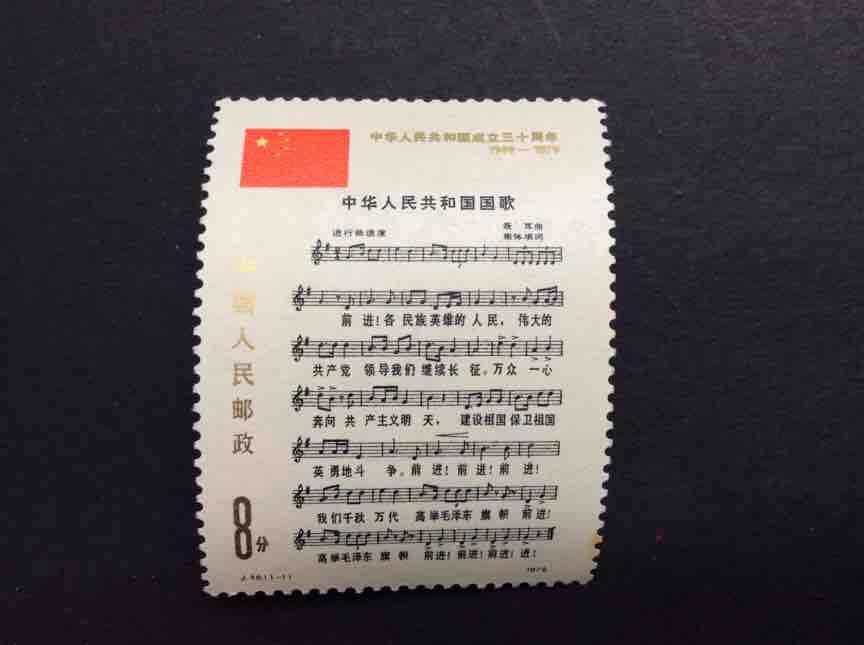 中华人民共和国成立三十周年
1949—1979
中华人民共和国国歌
进行曲速度
聂 耳曲
集体填词
前 进！各 民族英雄的 人 民， 伟大的
共产党 领导我们 继续长 征。万众 一心
奔向 共 产主义明 天， 建设祖国 保卫祖国
英 勇地斗 争。前 进！前 进！前 进！
我们千秋 万代 高举毛泽东 旗 帜 前进！
高举毛泽东 旗 帜 前进！前进！前进！进！
中国人民邮政
8分
J.46.(1-1)
1979